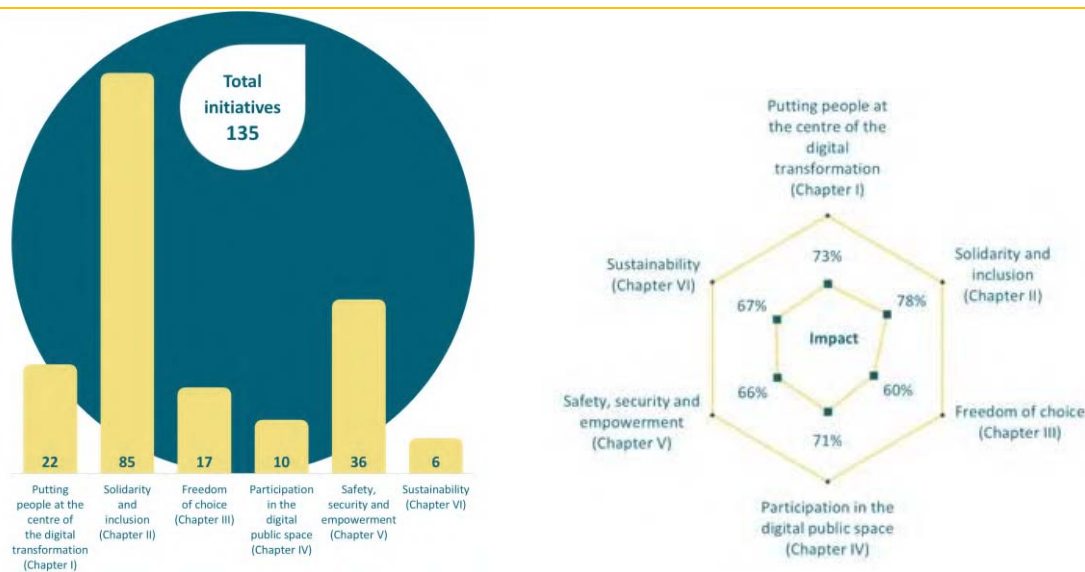 Total
initiatives
135
22
85
17
10
36
6
Putting
people at the
centre of
the digital
transformation
(Chapter I)
Solidarity
and
inclusion
(Chapter II)
Freedom
of choice
(Chapter III)
Participation
in the
digital
public space
(Chapter IV)
Safety,
security and
empowerment
(Chapter V)
Sustainability
(Chapter VI)
Putting people at
the centre of the
digital
transformation
(Chapter I)
73%
Solidarity and
inclusion
(Chapter II)
78%
Sustainability
(Chapter VI)
67%
Impact
Safety, security and
empowerment
(Chapter V)
66%
60%
Freedom of choice
(Chapter III)
71%
Participation in the
digital public space
(Chapter IV)